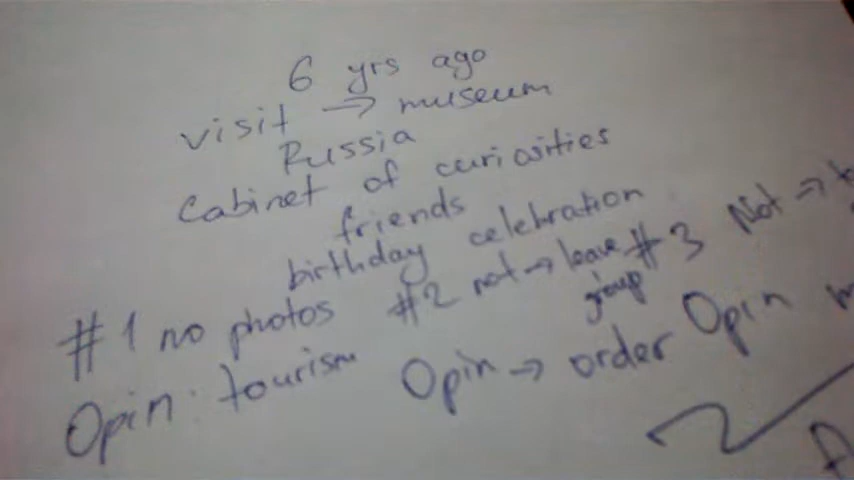 6 yrs ago
visit → museum
Russia
Cabinet of curiosities
friends
birthday celebration
#1 no photos #2 not → leave group #3 Not →
Opin: tourism Opin → order Opin